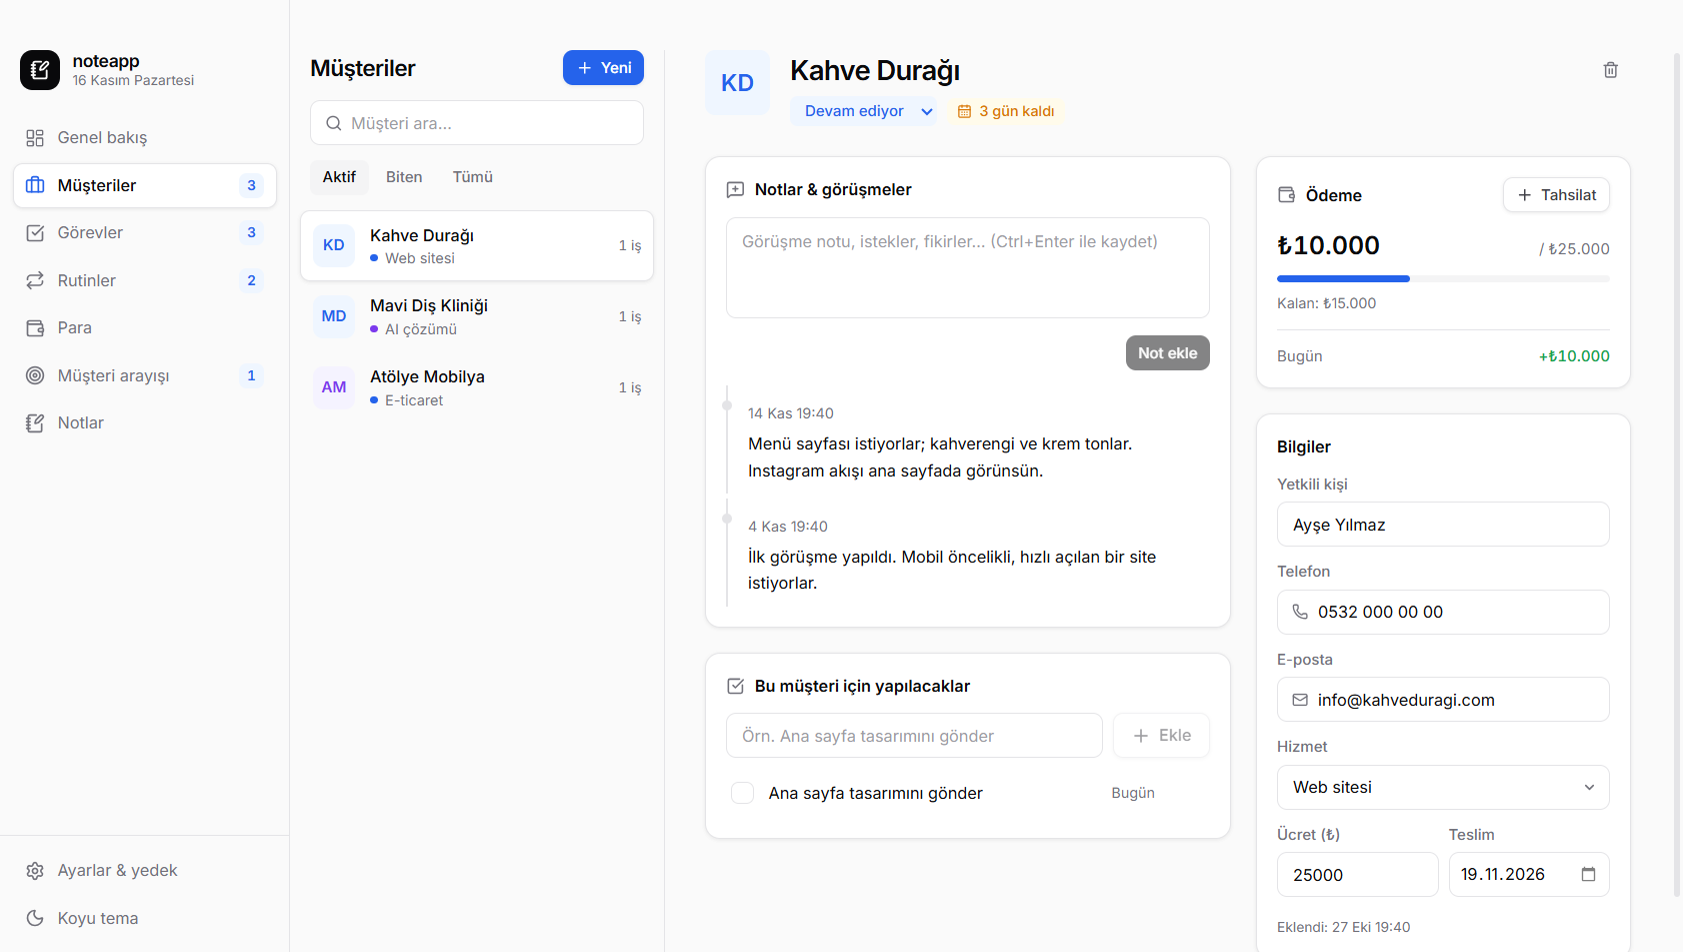 noteapp
16 Kasım Pazartesi
Genel bakış
Müşteriler 3
Görevler 3
Rutinler 2
Para
Müşteri arayışı 1
Notlar
Ayarlar & yedek
Koyu tema
Müşteriler
Yeni
Müşteri ara...
Aktif Biten Tümü
KD Kahve Durağı
Web sitesi
1 iş
MD Mavi Diş Kliniği
AI çözümü
1 iş
AM Atölye Mobilya
E-ticaret
1 iş
KD
Kahve Durağı
Devam ediyor 3 gün kaldı
Notlar & görüşmeler
Görüşme notu, istekler, fikirler... (Ctrl+Enter ile kaydet)
Not ekle
14 Kas 19:40
Menü sayfası istiyorlar; kahverengi ve krem tonlar.
Instagram akışı ana sayfada görünsün.
4 Kas 19:40
İlk görüşme yapıldı. Mobil öncelikli, hızlı açılan bir site
istiyorlar.
Bu müşteri için yapılacaklar
Örn. Ana sayfa tasarımını gönder
Ekle
Ana sayfa tasarımını gönder Bugün
Ödeme
Tahsilat
₺10.000 / ₺25.000
Kalan: ₺15.000
Bugün +₺10.000
Bilgiler
Yetkili kişi
Ayşe Yılmaz
Telefon
0532 000 00 00
E-posta
info@kahveduragi.com
Hizmet
Web sitesi
Ücret (₺) Teslim
25000 19.11.2026
Eklendi: 27 Eki 19:40